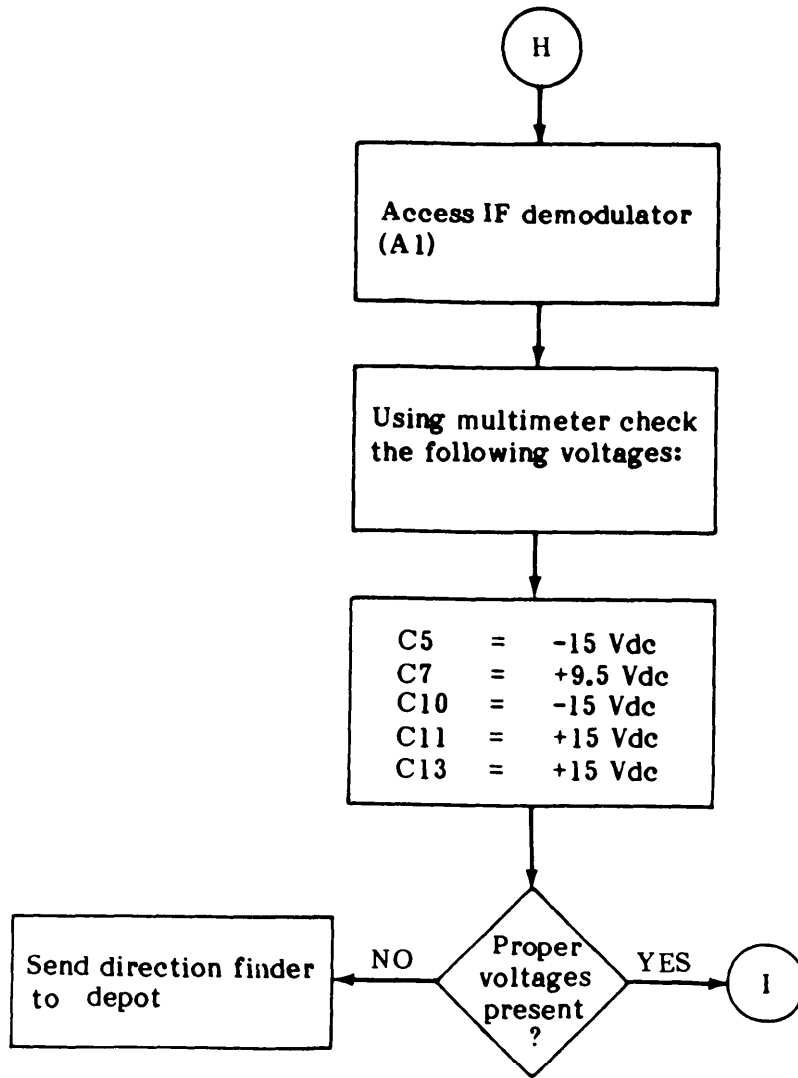 H
Access IF demodulator
(A1)
Using multimeter check
the following voltages:
C5 = -15 Vdc
C7 = +9.5 Vdc
C10 = -15 Vdc
C11 = +15 Vdc
C13 = +15 Vdc
Proper
voltages
present
?
NO
Send direction finder
to depot
YES
I